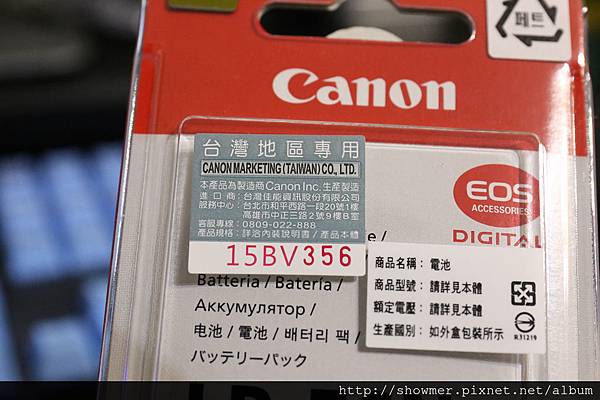 페트
Canon
台灣地區專用
CANON MARKETING (TAIWAN) CO., LTD.
本產品為製造商Canon Inc.生產製造
進口商：台灣佳能資訊股份有限公司
服務中心：台北市和平西路一段20號1樓
高雄市中正三路2號9樓B室
客服專線：0809-022-888
產品規格：詳洽內裝說明書／產品本體
15BV356
EOS
ACCESSORIES
DIGITAL
商品名稱：電池
商品型號：請詳見本體
額定電壓：請詳見本體
生產國別：如外盒包裝所示
R31219
Batteria / Batería /
Аккумулятор /
电池 / 電池 / 배터리 팩 /
バッテリーパック
http://showmer.pixnet.net/album